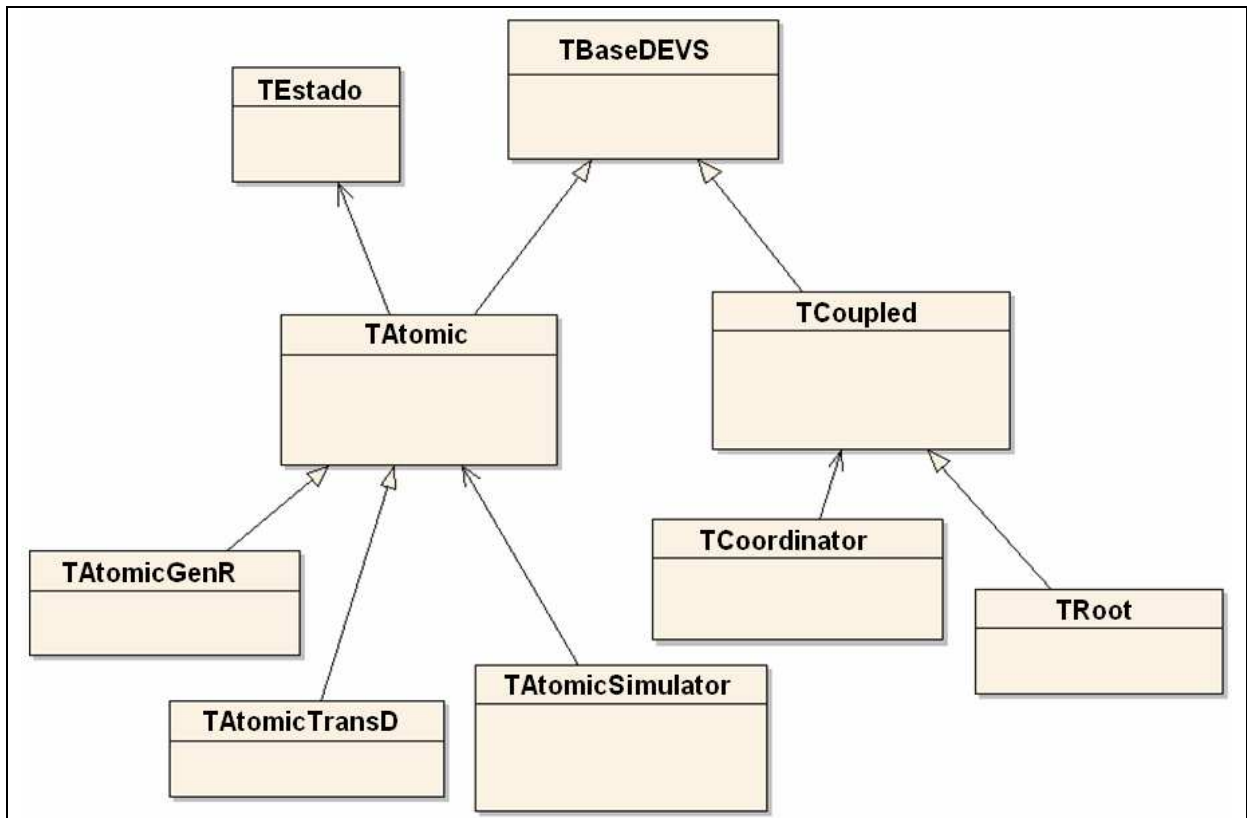 TBaseDEVS
TEstado
TAtomic
TCoupled
TCoordinator
TAtomicGenR
TRoot
TAtomicSimulator
TAtomicTransD